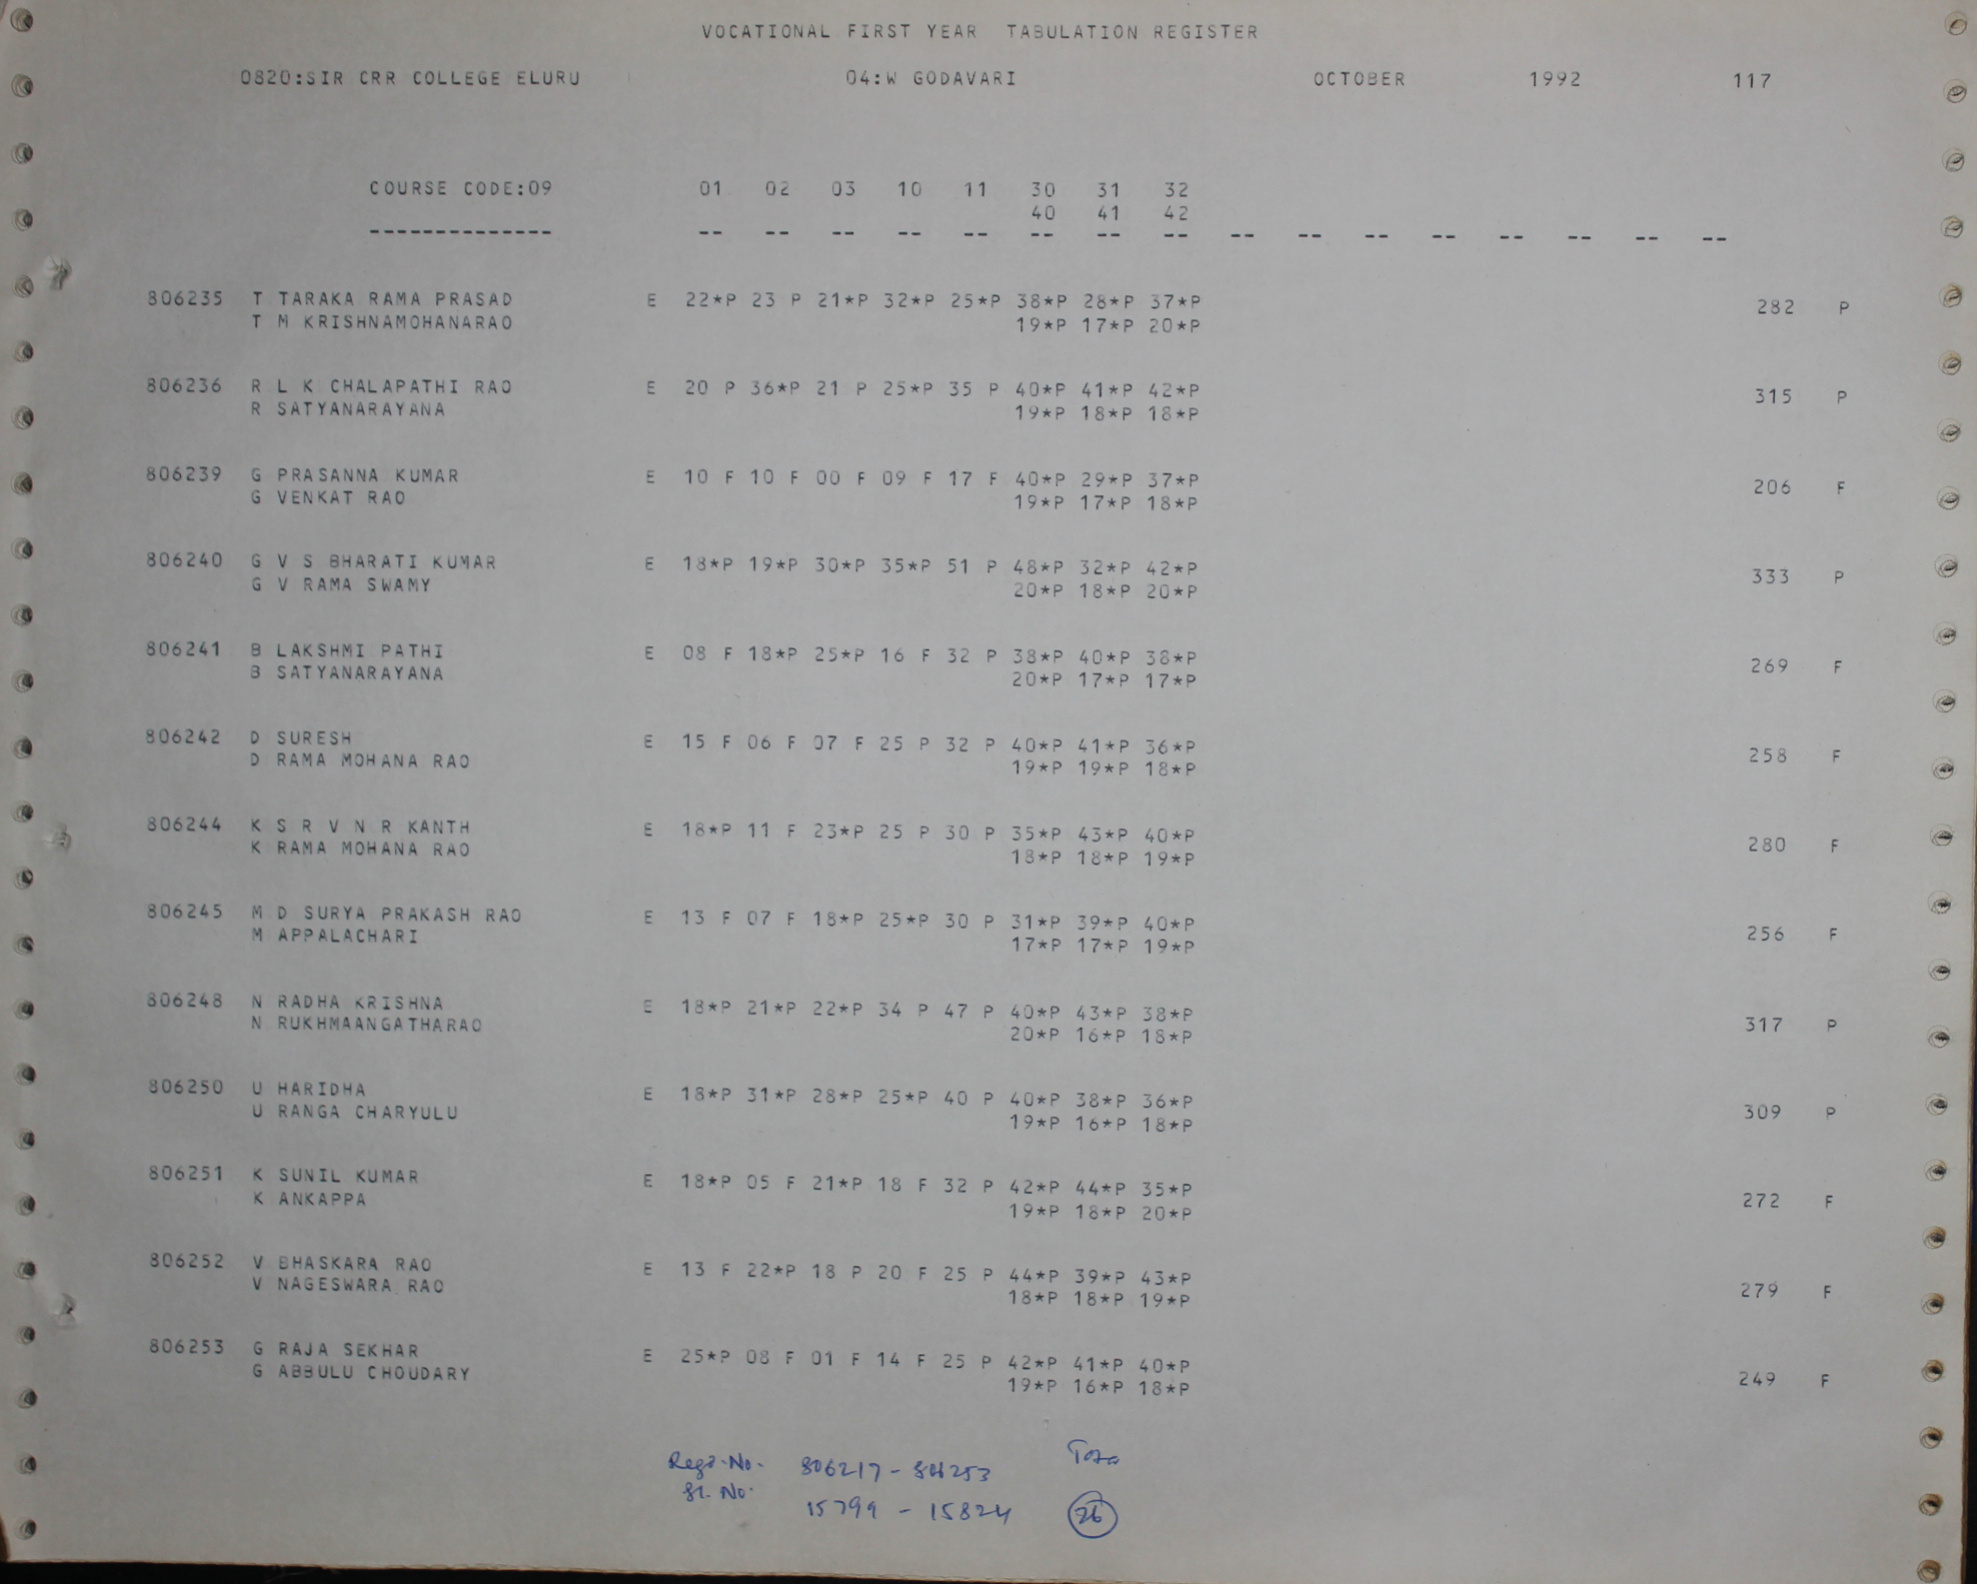 VOCATIONAL FIRST YEAR TABULATION REGISTER
0820:SIR CRR COLLEGE ELURU 04:W GODAVARI OCTOBER 1992 117
COURSE CODE:09 01 02 03 10 11 30 31 32
40 41 42
-------------- -- -- -- -- -- -- -- -- -- -- -- -- -- -- -- --
806235 T TARAKA RAMA PRASAD E 22*P 23 P 21*P 32*P 25*P 38*P 28*P 37*P 282 P
T M KRISHNAMOHANARAO 19*P 17*P 20*P
806236 R L K CHALAPATHI RAO E 20 P 36*P 21 P 25*P 35 P 40*P 41*P 42*P 315 P
R SATYANARAYANA 19*P 18*P 18*P
806239 G PRASANNA KUMAR E 10 F 10 F 00 F 09 F 17 F 40*P 29*P 37*P 206 F
G VENKAT RAO 19*P 17*P 18*P
806240 G V S BHARATI KUMAR E 18*P 19*P 30*P 35*P 51 P 48*P 32*P 42*P 333 P
G V RAMA SWAMY 20*P 18*P 20*P
806241 B LAKSHMI PATHI E 08 F 18*P 25*P 16 F 32 P 38*P 40*P 38*P 269 F
B SATYANARAYANA 20*P 17*P 17*P
806242 D SURESH E 15 F 06 F 07 F 25 P 32 P 40*P 41*P 36*P 258 F
D RAMA MOHANA RAO 19*P 19*P 18*P
806244 K S R V N R KANTH E 18*P 11 F 23*P 25 P 30 P 35*P 43*P 40*P 280 F
K RAMA MOHANA RAO 18*P 18*P 19*P
806245 M D SURYA PRAKASH RAO E 13 F 07 F 18*P 25*P 30 P 31*P 39*P 40*P 256 F
M APPALACHARI 17*P 17*P 19*P
806248 N RADHA KRISHNA E 18*P 21*P 22*P 34 P 47 P 40*P 43*P 38*P 317 P
N RUKHMAANGATHARAO 20*P 16*P 18*P
806250 U HARIDHA E 18*P 31*P 28*P 25*P 40 P 40*P 38*P 36*P 309 P
U RANGA CHARYULU 19*P 16*P 18*P
806251 K SUNIL KUMAR E 18*P 05 F 21*P 18 F 32 P 42*P 44*P 35*P 272 F
K ANKAPPA 19*P 18*P 20*P
806252 V BHASKARA RAO E 13 F 22*P 18 P 20 F 25 P 44*P 39*P 43*P 279 F
V NAGESWARA RAO 18*P 18*P 19*P
806253 G RAJA SEKHAR E 25*P 08 F 01 F 14 F 25 P 42*P 41*P 40*P 249 F
G ABBULU CHOUDARY 19*P 16*P 18*P
Regd.No. 806217 - 806253
Sl. No. 15799 - 15824 26